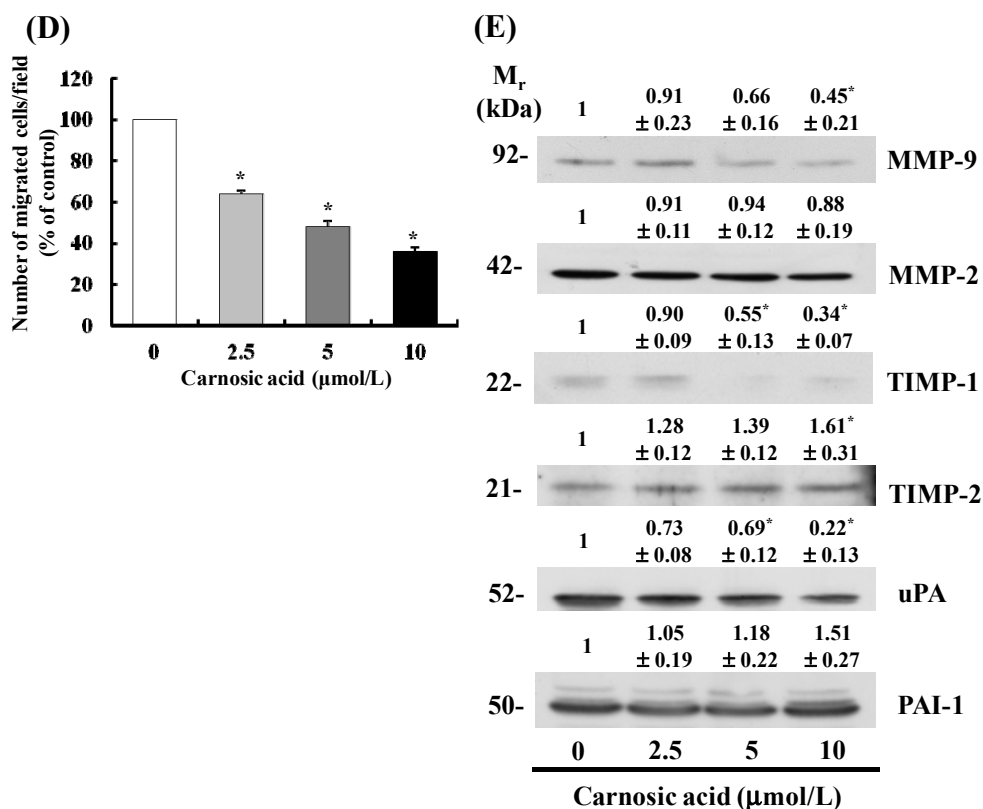 (D)
Number of migrated cells/field
(% of control)
120
100
80
60
40
20
0
* * *
0 2.5 5 10
Carnosic acid (µmol/L)
(E)
Mr
(kDa)
1 0.91 0.66 0.45*
± 0.23 ± 0.16 ± 0.21
92- MMP-9
1 0.91 0.94 0.88
± 0.11 ± 0.12 ± 0.19
42- MMP-2
1 0.90 0.55* 0.34*
± 0.09 ± 0.13 ± 0.07
22- TIMP-1
1 1.28 1.39 1.61*
± 0.12 ± 0.12 ± 0.31
21- TIMP-2
1 0.73 0.69* 0.22*
± 0.08 ± 0.12 ± 0.13
52- uPA
1 1.05 1.18 1.51
± 0.19 ± 0.22 ± 0.27
50- PAI-1
0 2.5 5 10
Carnosic acid (µmol/L)